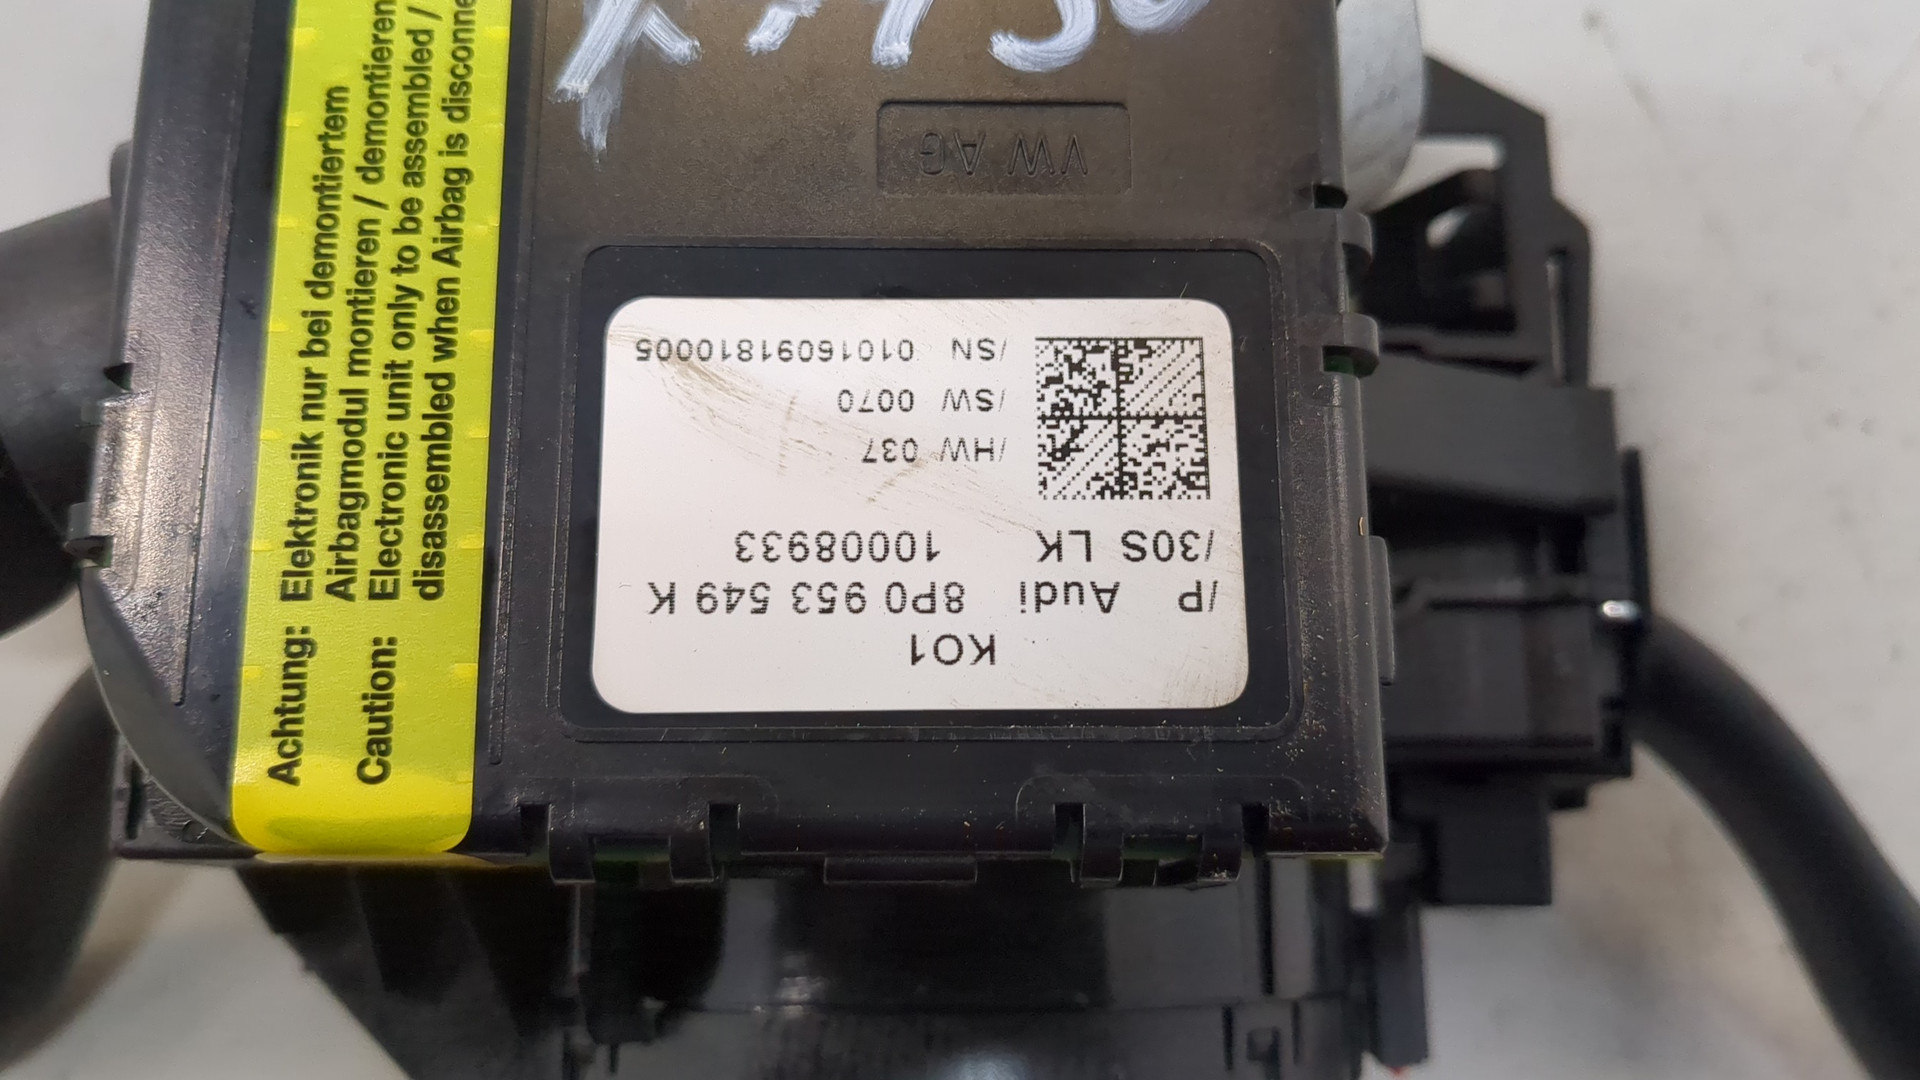 Achtung: Elektronik nur bei demontiertem
Airbagmodul montieren / demontieren
Caution: Electronic unit only to be assembled /
disassembled when Airbag is
VW AG
KO1
/P Audi 8P0 953 549 K
/30S LK 10008933
/HW 037
/SW 0070
/SN 01016091810005